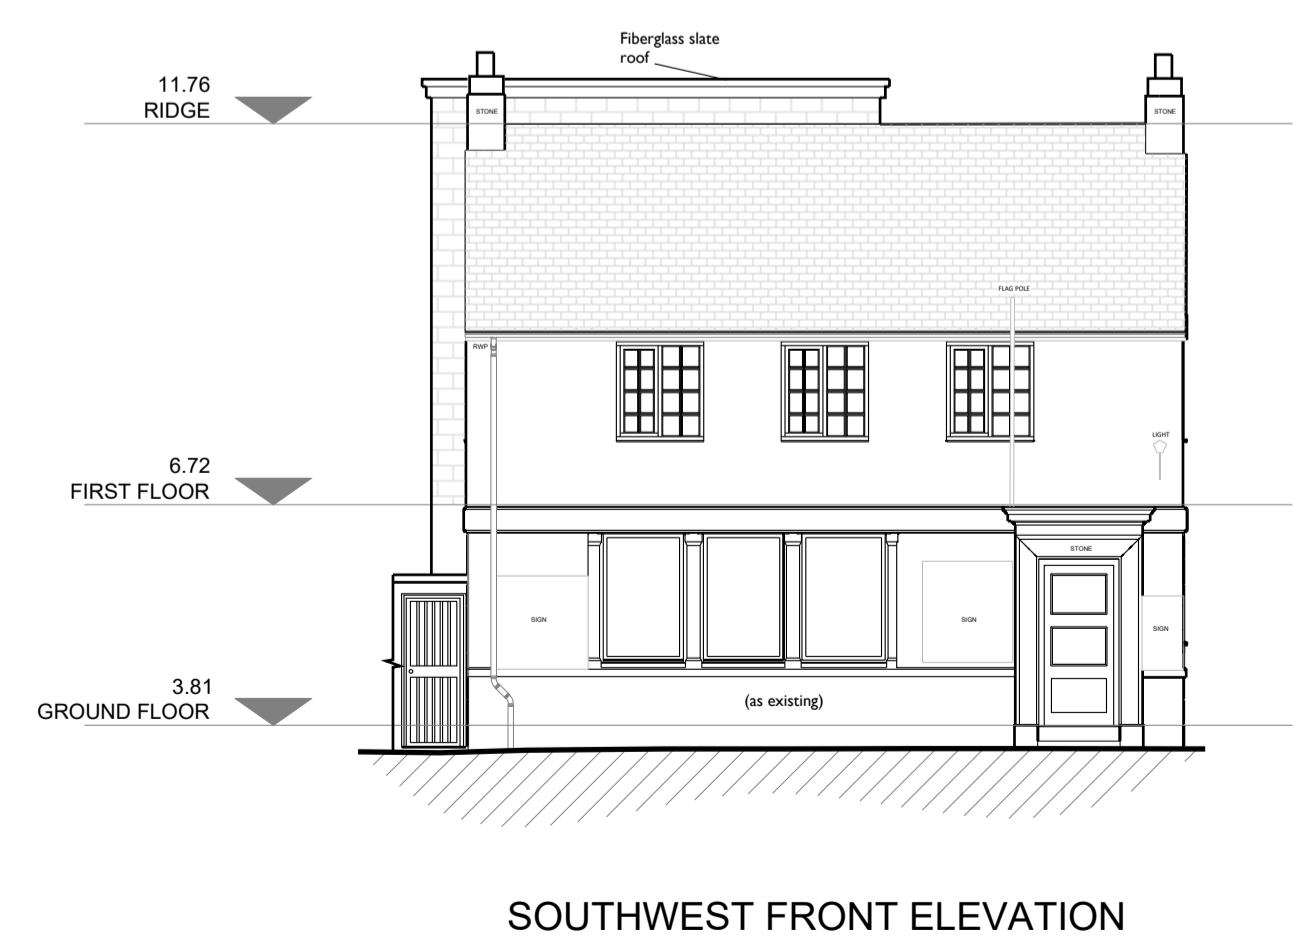 Fiberglass slate
roof
11.76
RIDGE
STONE
STONE
FLAG POLE
RWP
LIGHT
6.72
FIRST FLOOR
STONE
SIGN
SIGN
SIGN
3.81
GROUND FLOOR
(as existing)
SOUTHWEST FRONT ELEVATION